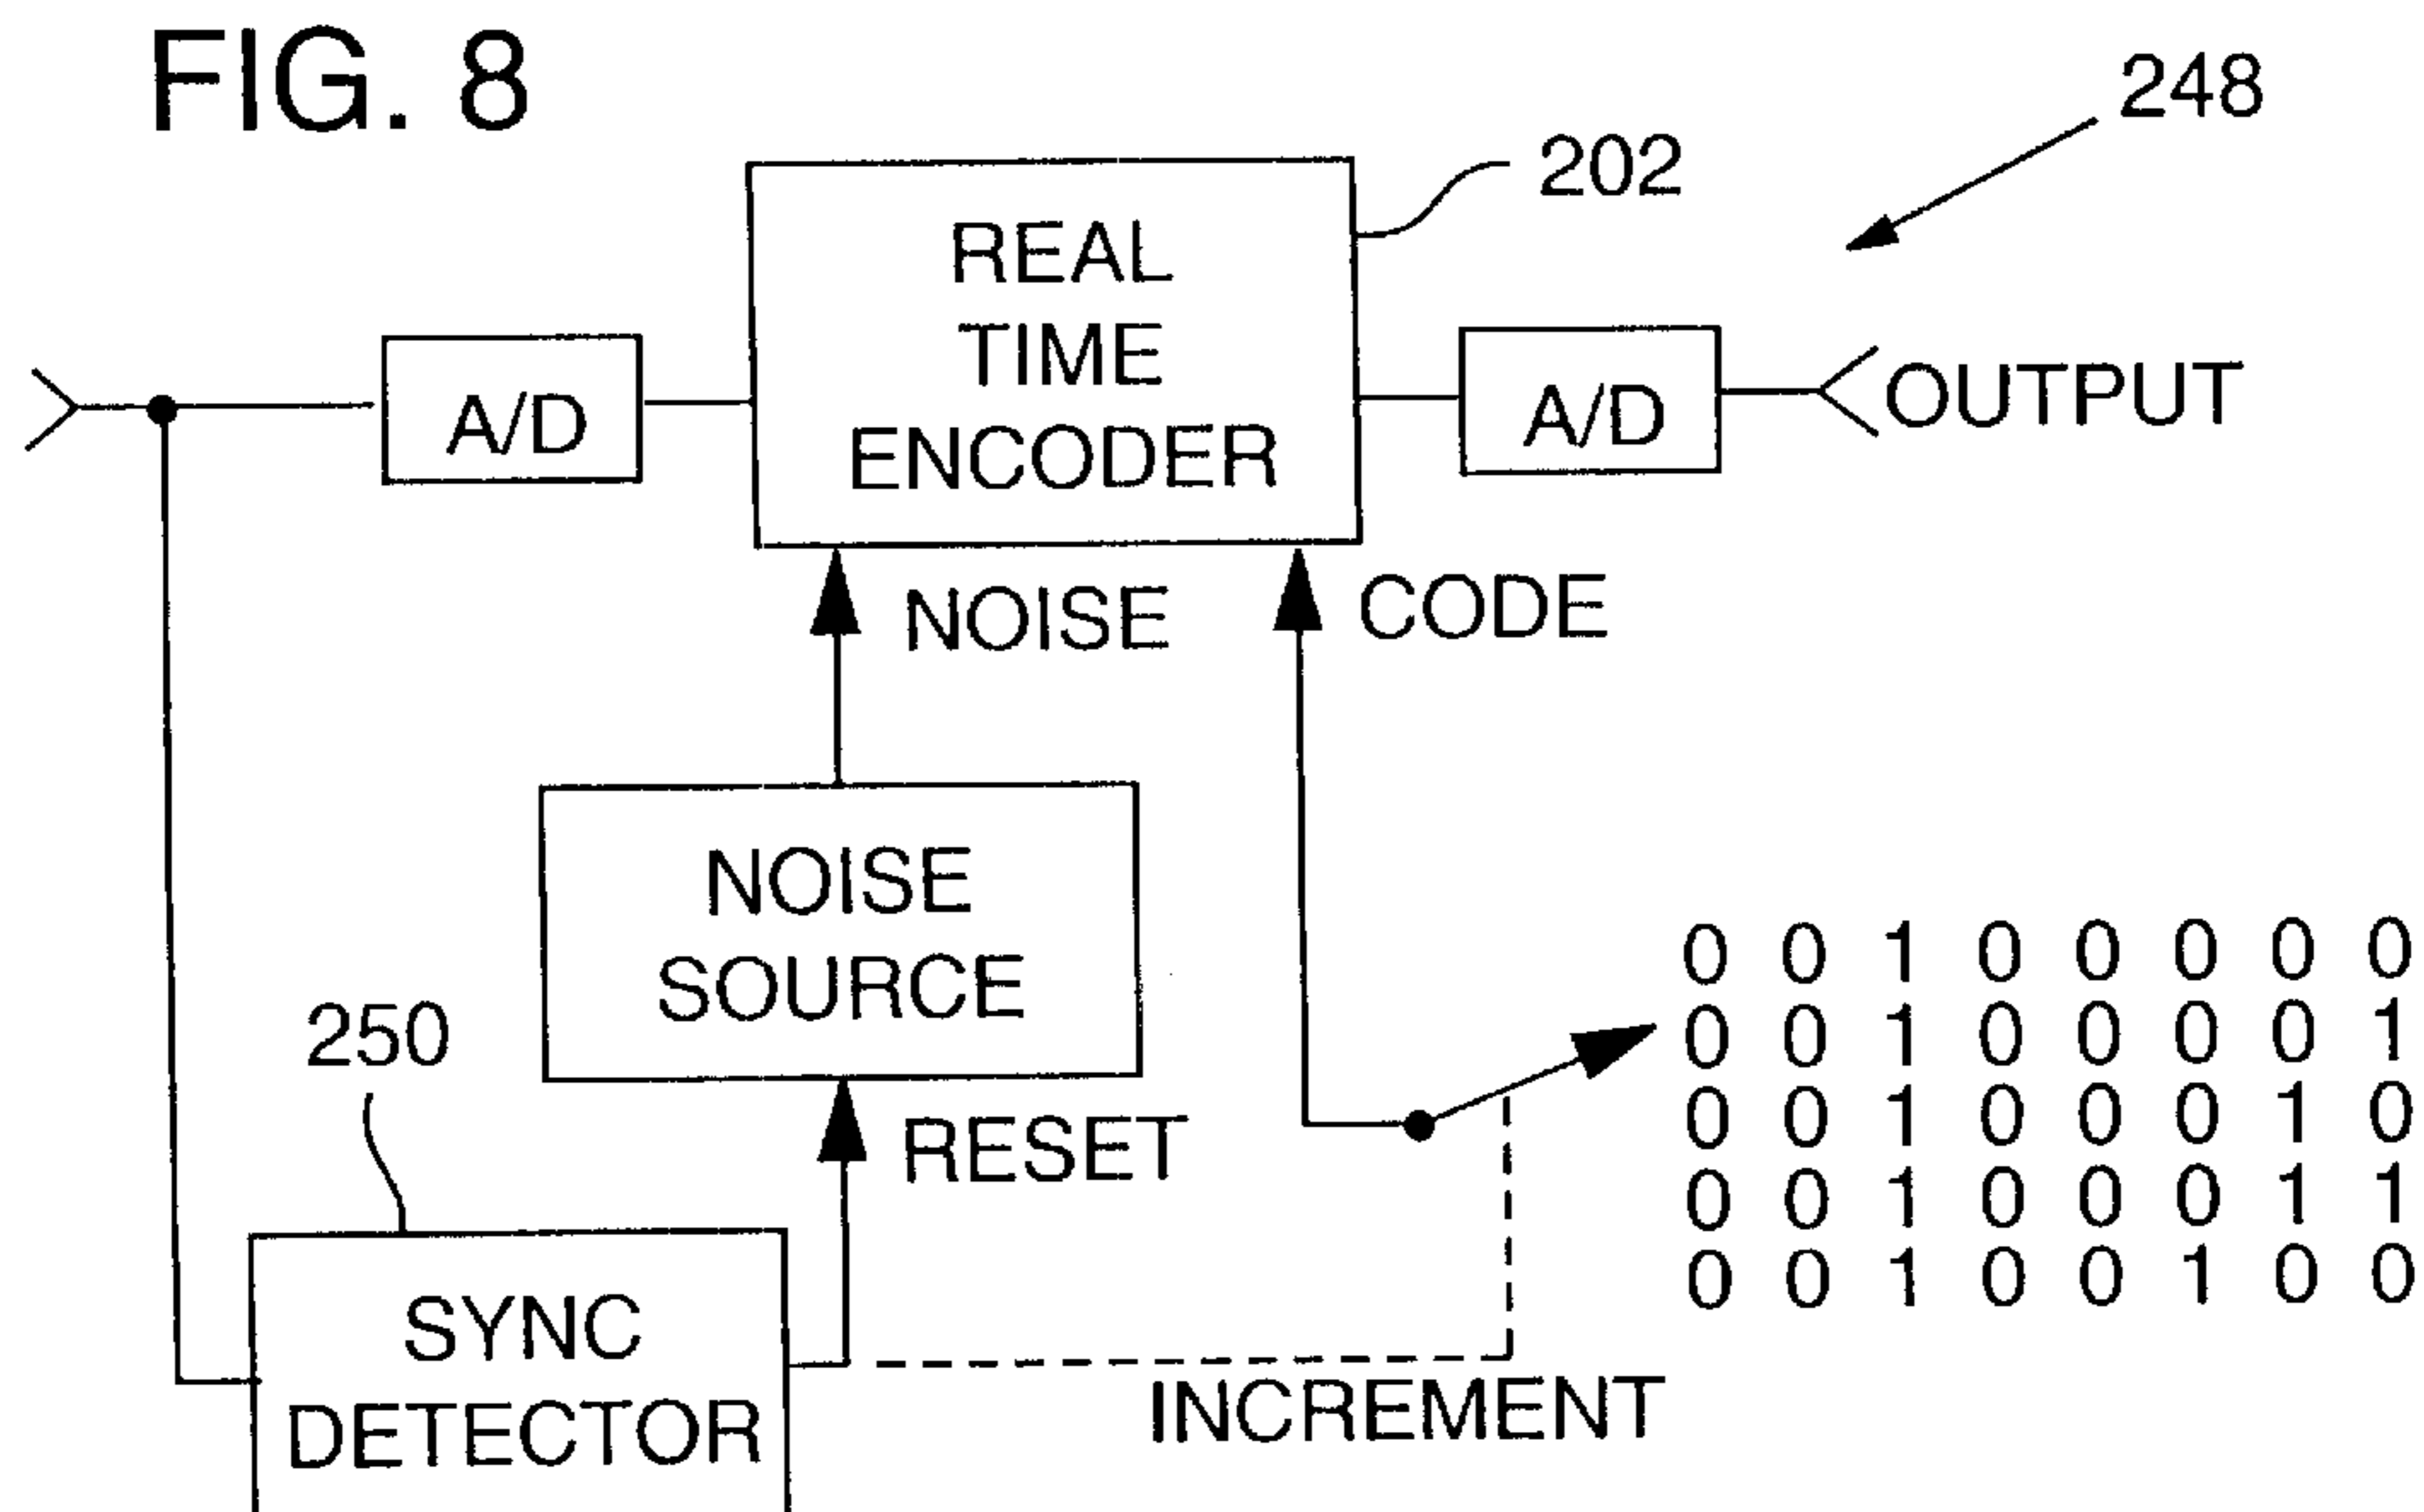 FIG. 8
248
202
REAL
TIME
ENCODER
A/D
A/D
OUTPUT
NOISE
CODE
NOISE
SOURCE
250
RESET
0 0 1 0 0 0 0 0
0 0 1 0 0 0 0 1
0 0 1 0 0 0 1 0
0 0 1 0 0 0 1 1
0 0 1 0 0 1 0 0
SYNC
DETECTOR
INCREMENT